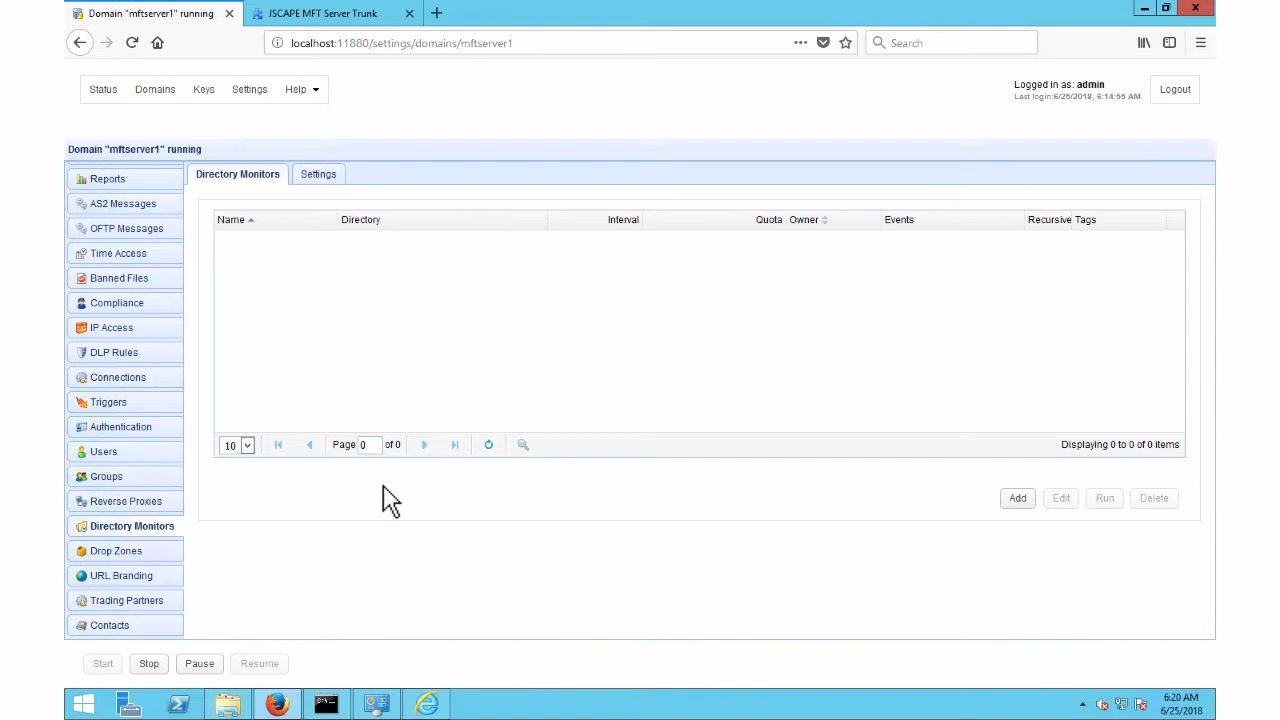 Domain "mftserver1" running
JSCAPE MFT Server Trunk
localhost:11880/settings/domains/mftserver1
Search
Status Domains Keys Settings Help
Logged in as: admin
Last login:6/25/2018, 6:14:55 AM
Logout
Domain "mftserver1" running
Reports
AS2 Messages
OFTP Messages
Time Access
Banned Files
Compliance
IP Access
DLP Rules
Connections
Triggers
Authentication
Users
Groups
Reverse Proxies
Directory Monitors
Drop Zones
URL Branding
Trading Partners
Contacts
Directory Monitors Settings
Name Directory Interval Quota Owner Events Recursive Tags
10 Page 0 of 0 Displaying 0 to 0 of 0 items
Add Edit Run Delete
Start Stop Pause Resume
6:20 AM
6/25/2018